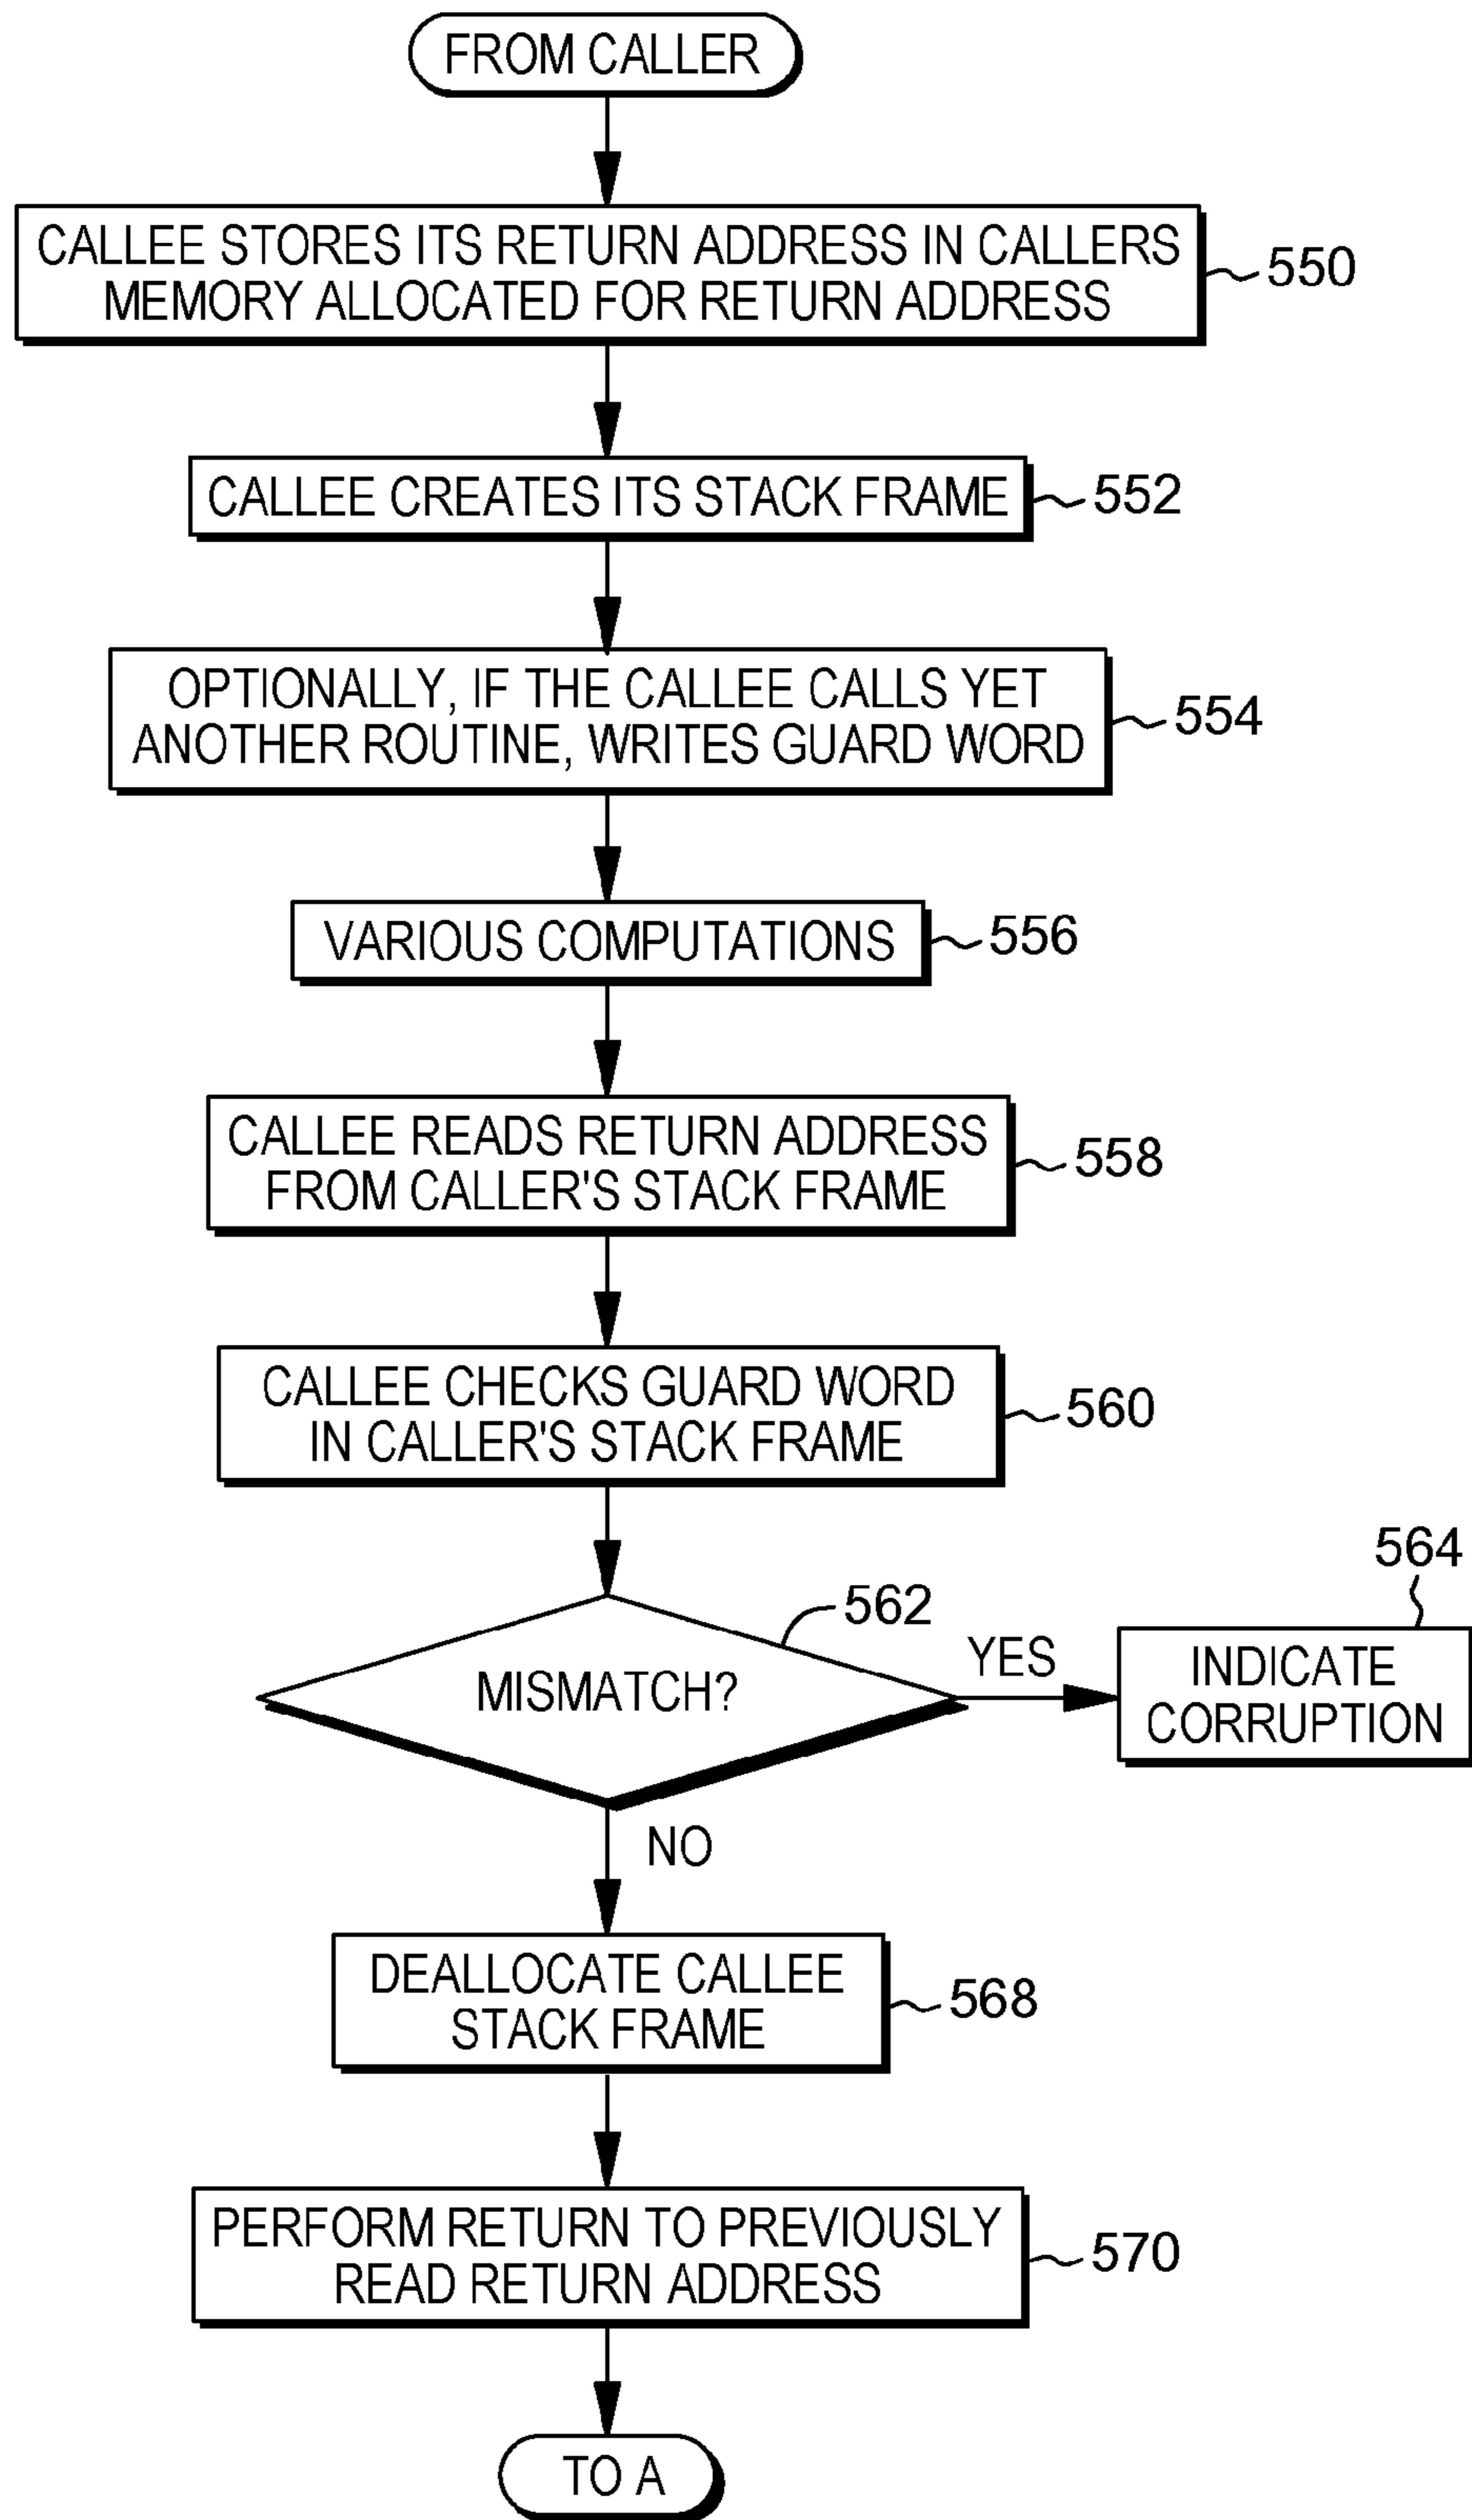 FROM CALLER
CALLEE STORES ITS RETURN ADDRESS IN CALLERS
MEMORY ALLOCATED FOR RETURN ADDRESS
550
CALLEE CREATES ITS STACK FRAME
552
OPTIONALLY, IF THE CALLEE CALLS YET
ANOTHER ROUTINE, WRITES GUARD WORD
554
VARIOUS COMPUTATIONS
556
CALLEE READS RETURN ADDRESS
FROM CALLER'S STACK FRAME
558
CALLEE CHECKS GUARD WORD
IN CALLER'S STACK FRAME
560
MISMATCH?
562
YES
INDICATE
CORRUPTION
564
NO
DEALLOCATE CALLEE
STACK FRAME
568
PERFORM RETURN TO PREVIOUSLY
READ RETURN ADDRESS
570
TO A